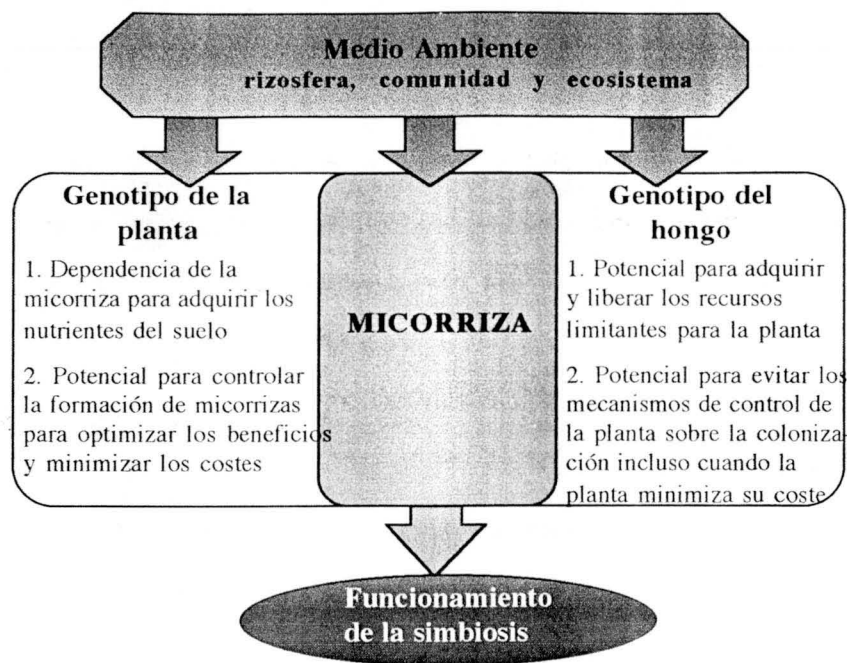 Medio Ambiente
rizosfera, comunidad y ecosistema
Genotipo de la
planta
1. Dependencia de la
micorriza para adquirir los
nutrientes del suelo
2. Potencial para controlar
la formación de micorrizas
para optimizar los beneficios
y minimizar los costes
MICORRIZA
Genotipo del
hongo
1. Potencial para adquirir
y liberar los recursos
limitantes para la planta
2. Potencial para evitar los
mecanismos de control de
la planta sobre la coloniza-
ción incluso cuando la
planta minimiza su coste
Funcionamiento
de la simbiosis